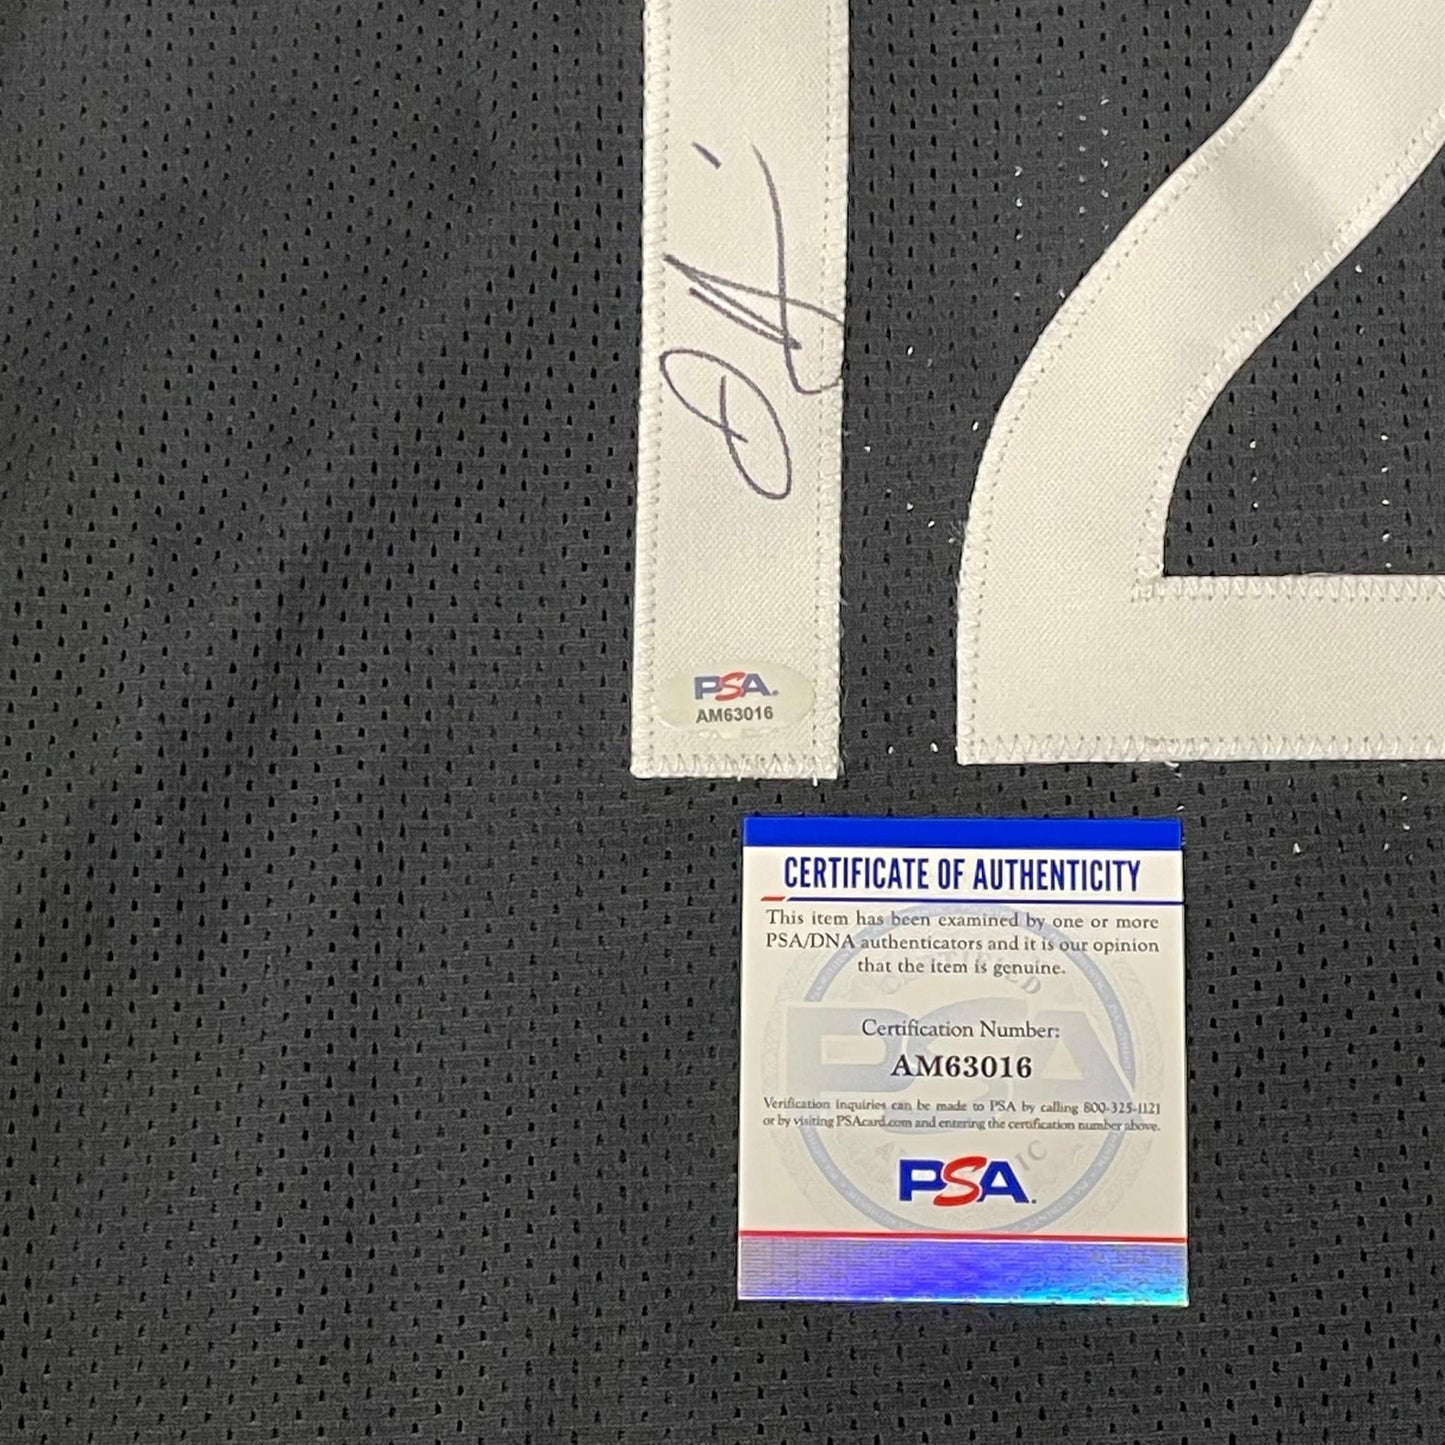 12
PSA.
AM63016
CERTIFICATE OF AUTHENTICITY
This item has been examined by one or more
PSA/DNA authenticators and it is our opinion
that the item is genuine.
Certification Number:
AM63016
Verification inquiries can be made to PSA by calling 800-325-1121
or by visiting PSAcard.com and entering the certification number above.
PSA.